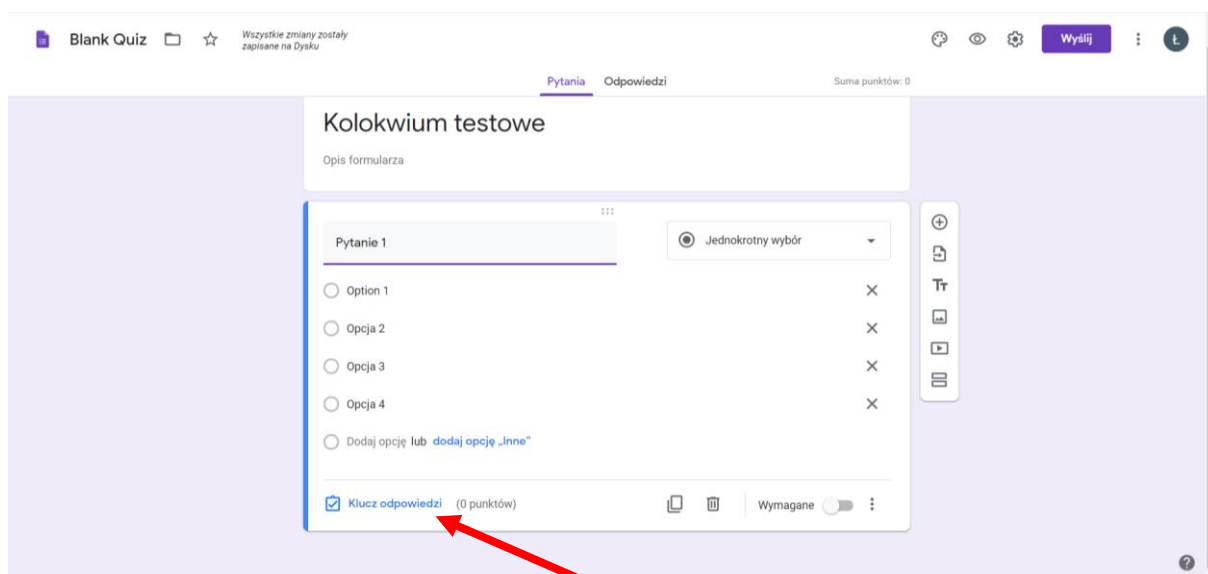 Blank Quiz
Wszystkie zmiany zostały
zapisane na Dysku
Wyślij
Ł
Pytania Odpowiedzi
Suma punktów: 0
Kolokwium testowe
Opis formularza
Pytanie 1
Jednokrotny wybór
Option 1
Opcja 2
Opcja 3
Opcja 4
Dodaj opcję lub dodaj opcję „Inne"
Klucz odpowiedzi (0 punktów)
Wymagane